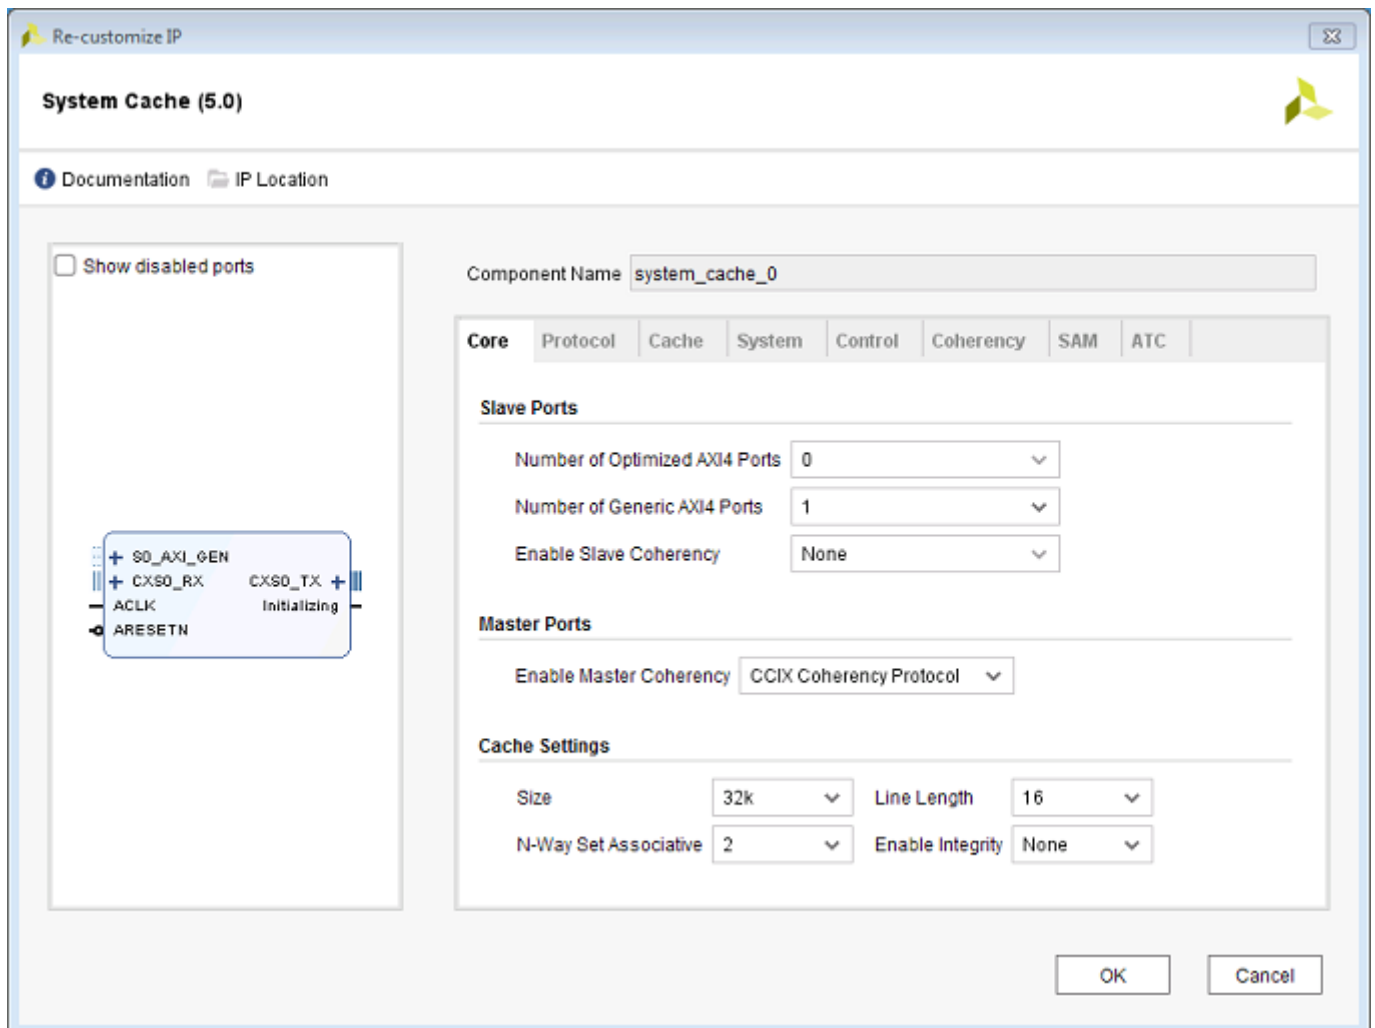 Re-customize IP
System Cache (5.0)
Documentation IP Location
Show disabled ports
S0_AXI_GEN
CXS0_RX CXS0_TX
ACLK Initializing
ARESETN
Component Name system_cache_0
Core Protocol Cache System Control Coherency SAM ATC
Slave Ports
Number of Optimized AXI4 Ports 0
Number of Generic AXI4 Ports 1
Enable Slave Coherency None
Master Ports
Enable Master Coherency CCIX Coherency Protocol
Cache Settings
Size 32k Line Length 16
N-Way Set Associative 2 Enable Integrity None
OK Cancel